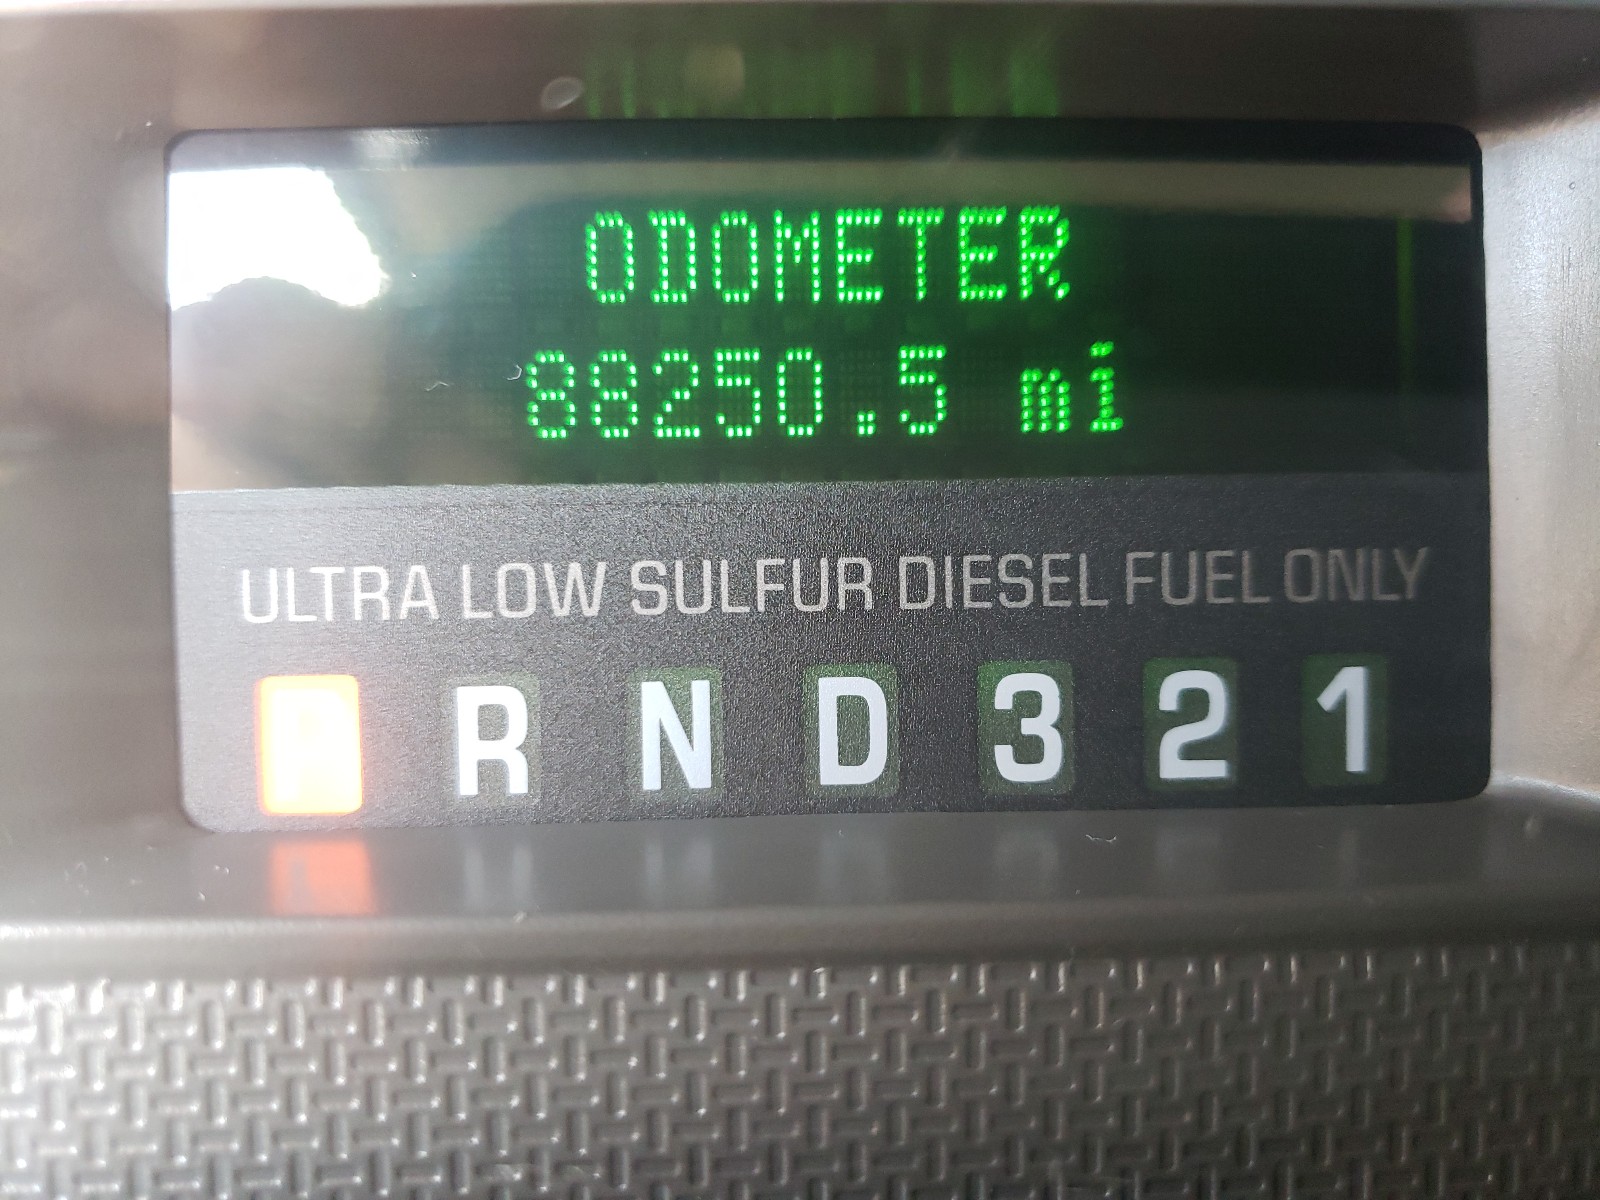 ODOMETER
88250.5 mi
ULTRA LOW SULFUR DIESEL FUEL ONLY
P R N D 3 2 1